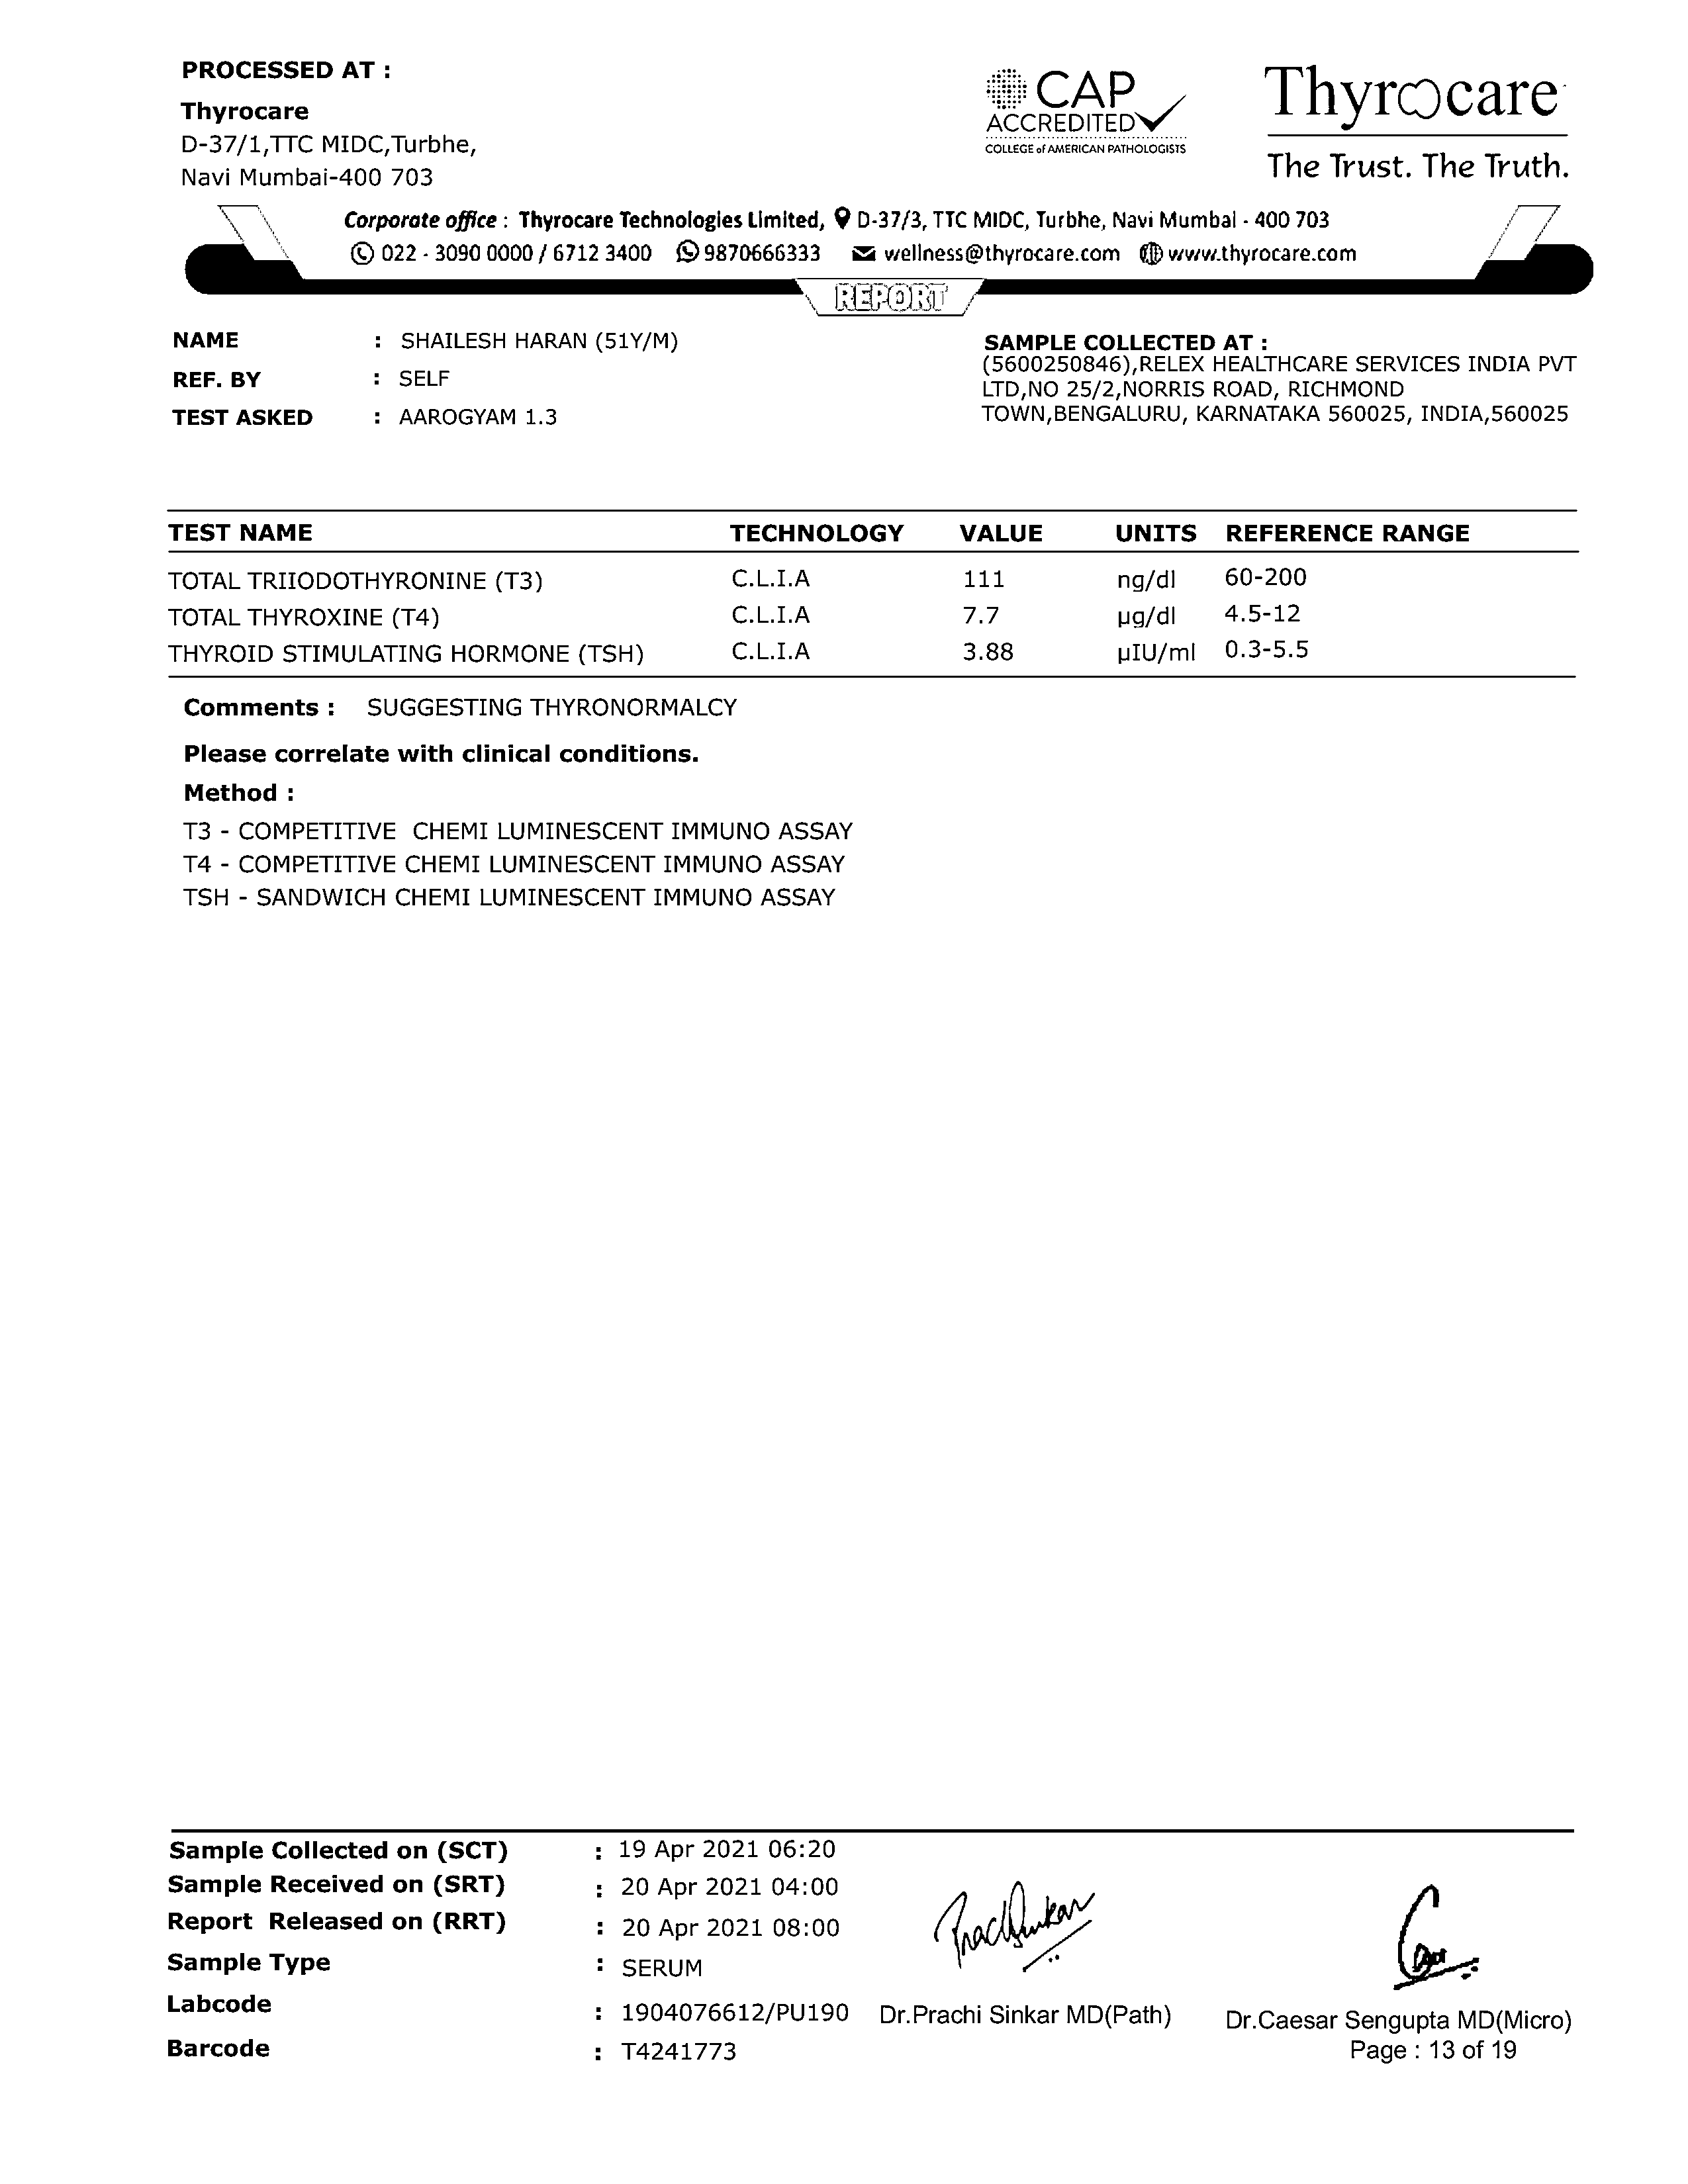 PROCESSED AT :
Thyrocare
D-37/1,TTC MIDC,Turbhe,
Navi Mumbai-400 703
CAP
ACCREDITED
COLLEGE of AMERICAN PATHOLOGISTS
Thyrocare
The Trust. The Truth.
Corporate office : Thyrocare Technologies Limited, D-37/3, TTC MIDC, Turbhe, Navi Mumbai - 400 703
022 - 3090 0000 / 6712 3400 9870666333 wellness@thyrocare.com www.thyrocare.com
REPORT
NAME : SHAILESH HARAN (51Y/M)
REF. BY : SELF
TEST ASKED : AAROGYAM 1.3
SAMPLE COLLECTED AT :
(5600250846),RELEX HEALTHCARE SERVICES INDIA PVT
LTD,NO 25/2,NORRIS ROAD, RICHMOND
TOWN,BENGALURU, KARNATAKA 560025, INDIA,560025
TEST NAME TECHNOLOGY VALUE UNITS REFERENCE RANGE
TOTAL TRIIODOTHYRONINE (T3) C.L.I.A 111 ng/dl 60-200
TOTAL THYROXINE (T4) C.L.I.A 7.7 µg/dl 4.5-12
THYROID STIMULATING HORMONE (TSH) C.L.I.A 3.88 µIU/ml 0.3-5.5
Comments : SUGGESTING THYRONORMALCY
Please correlate with clinical conditions.
Method :
T3 - COMPETITIVE CHEMI LUMINESCENT IMMUNO ASSAY
T4 - COMPETITIVE CHEMI LUMINESCENT IMMUNO ASSAY
TSH - SANDWICH CHEMI LUMINESCENT IMMUNO ASSAY
Sample Collected on (SCT) : 19 Apr 2021 06:20
Sample Received on (SRT) : 20 Apr 2021 04:00
Report Released on (RRT) : 20 Apr 2021 08:00
Sample Type : SERUM
Labcode : 1904076612/PU190 Dr.Prachi Sinkar MD(Path) Dr.Caesar Sengupta MD(Micro)
Barcode : T4241773 Page : 13 of 19